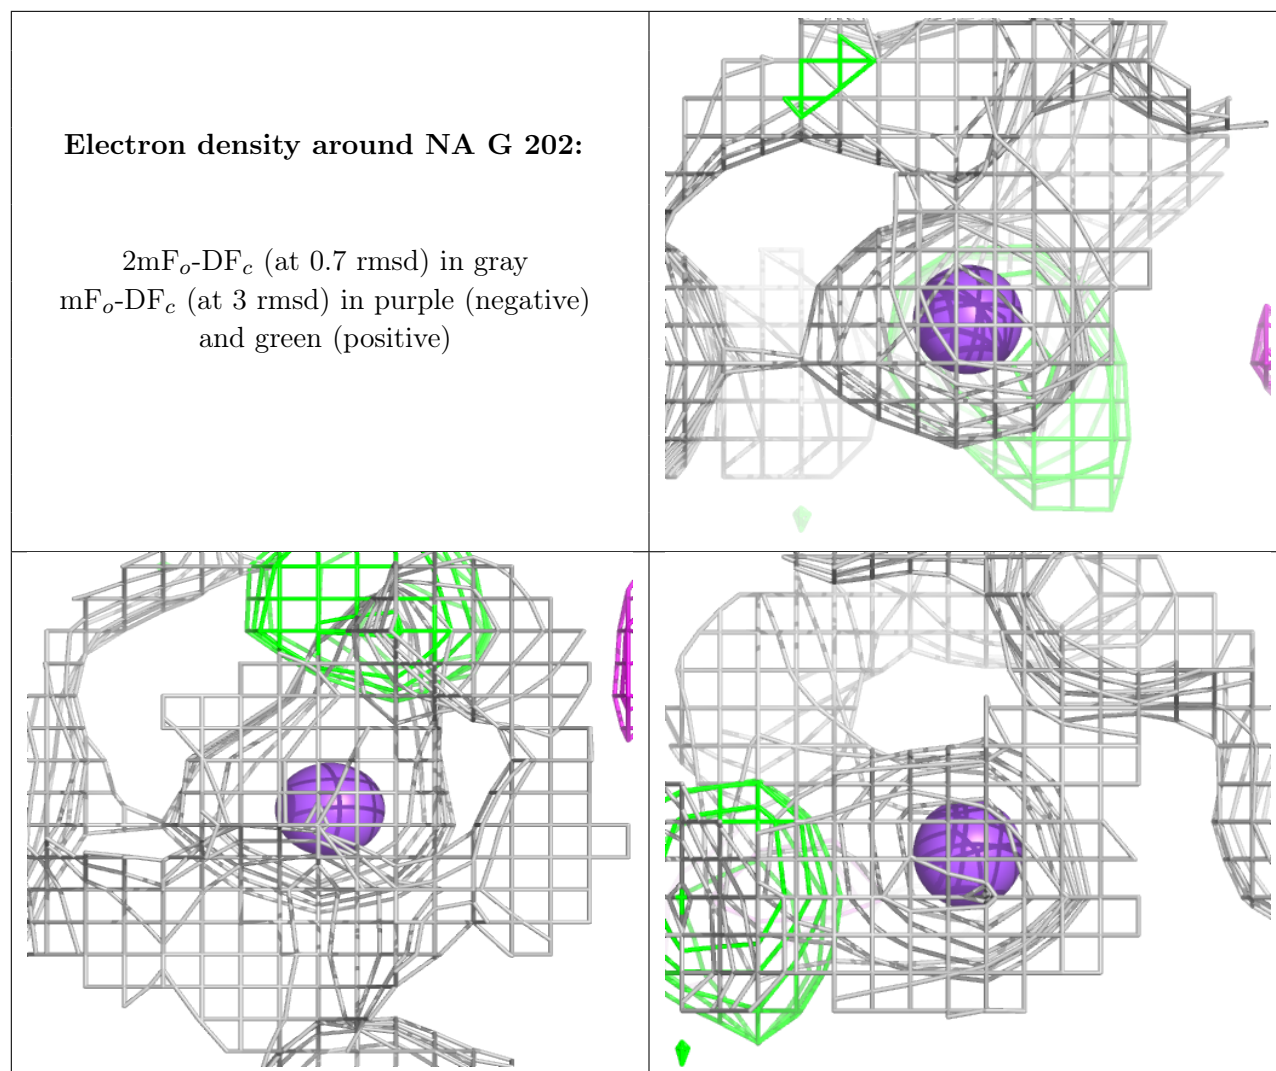 Electron density around NA G 202:
2mFo-DFc (at 0.7 rmsd) in gray
mFo-DFc (at 3 rmsd) in purple (negative)
and green (positive)